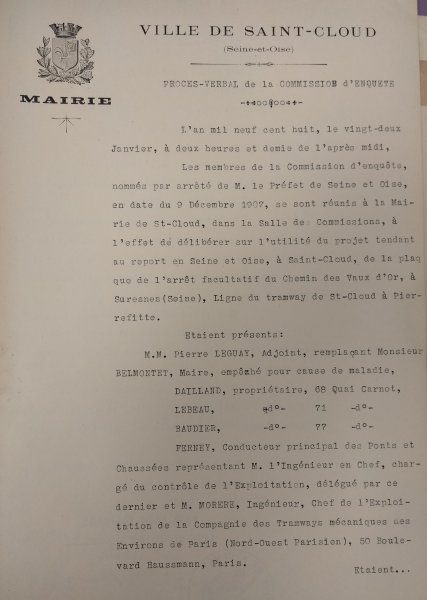 VILLE DE SAINT-CLOUD
(Seine-et-Oise)
MAIRIE
PROCES-VERBAL de la COMMISSION d'ENQUETE
L'an mil neuf cent huit, le vingt-deux
Janvier, à deux heures et demie de l'après midi,
Les membres de la Commission d'enquête,
nommés par arrêté de M. le Préfet de Seine et Oise,
en date du 9 Décembre 1907, se sont réunis à la Mai-
rie de St-Cloud, dans la Salle des Commissions, à
l'effet de délibérer sur l'utilité du projet tendant
au report en Seine et Oise, à Saint-Cloud, de la plaq
que de l'arrêt facultatif du Chemin des Vaux d'Or, à
Suresnes(Seine), Ligne du tramway de St-Cloud à Pier-
refitte.
Etaient présents:
M.M. Pierre LEGUAY, Adjoint, remplaçant Monsieur
BELMONTET, Maire, empêché pour cause de maladie,
DAILLAND, propriétaire, 68 Quai Carnot,
LEBEAU, -d°- 71 -d°-
BAUDIER, -d°- 77 -d°-
FERNEY, Conducteur principal des Ponts et
Chaussées représentant M. l'Ingénieur en Chef, char-
gé du contrôle de l'Exploitation, délégué par ce
dernier et M. MORERE, Ingénieur, Chef de l'Exploi-
tation de la Compagnie des Tramways mécaniques des
Environs de Paris (Nord-Ouest Parisien), 50 Boule-
vard Haussmann, Paris.
Etaient...